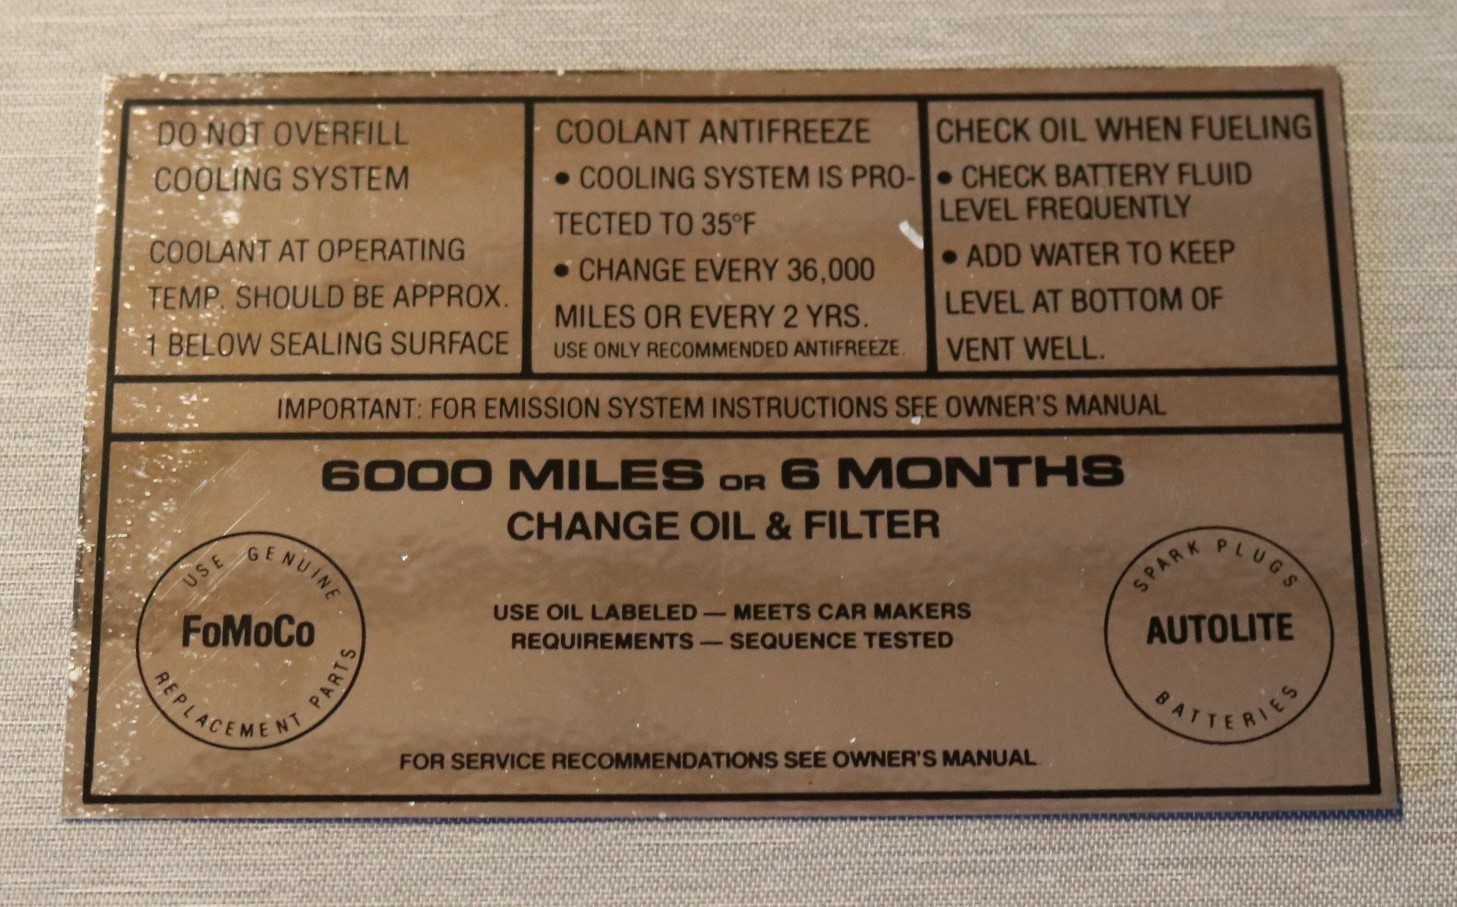 DO NOT OVERFILL
COOLING SYSTEM
COOLANT AT OPERATING
TEMP. SHOULD BE APPROX.
1 BELOW SEALING SURFACE
COOLANT ANTIFREEZE
• COOLING SYSTEM IS PRO-
TECTED TO 35°F
• CHANGE EVERY 36,000
MILES OR EVERY 2 YRS.
USE ONLY RECOMMENDED ANTIFREEZE.
CHECK OIL WHEN FUELING
• CHECK BATTERY FLUID
LEVEL FREQUENTLY
• ADD WATER TO KEEP
LEVEL AT BOTTOM OF
VENT WELL.
IMPORTANT: FOR EMISSION SYSTEM INSTRUCTIONS SEE OWNER'S MANUAL
6000 MILES OR 6 MONTHS
CHANGE OIL & FILTER
USE GENUINE
FoMoCo
REPLACEMENT PARTS
USE OIL LABELED — MEETS CAR MAKERS
REQUIREMENTS — SEQUENCE TESTED
SPARK PLUGS
AUTOLITE
BATTERIES
FOR SERVICE RECOMMENDATIONS SEE OWNER'S MANUAL